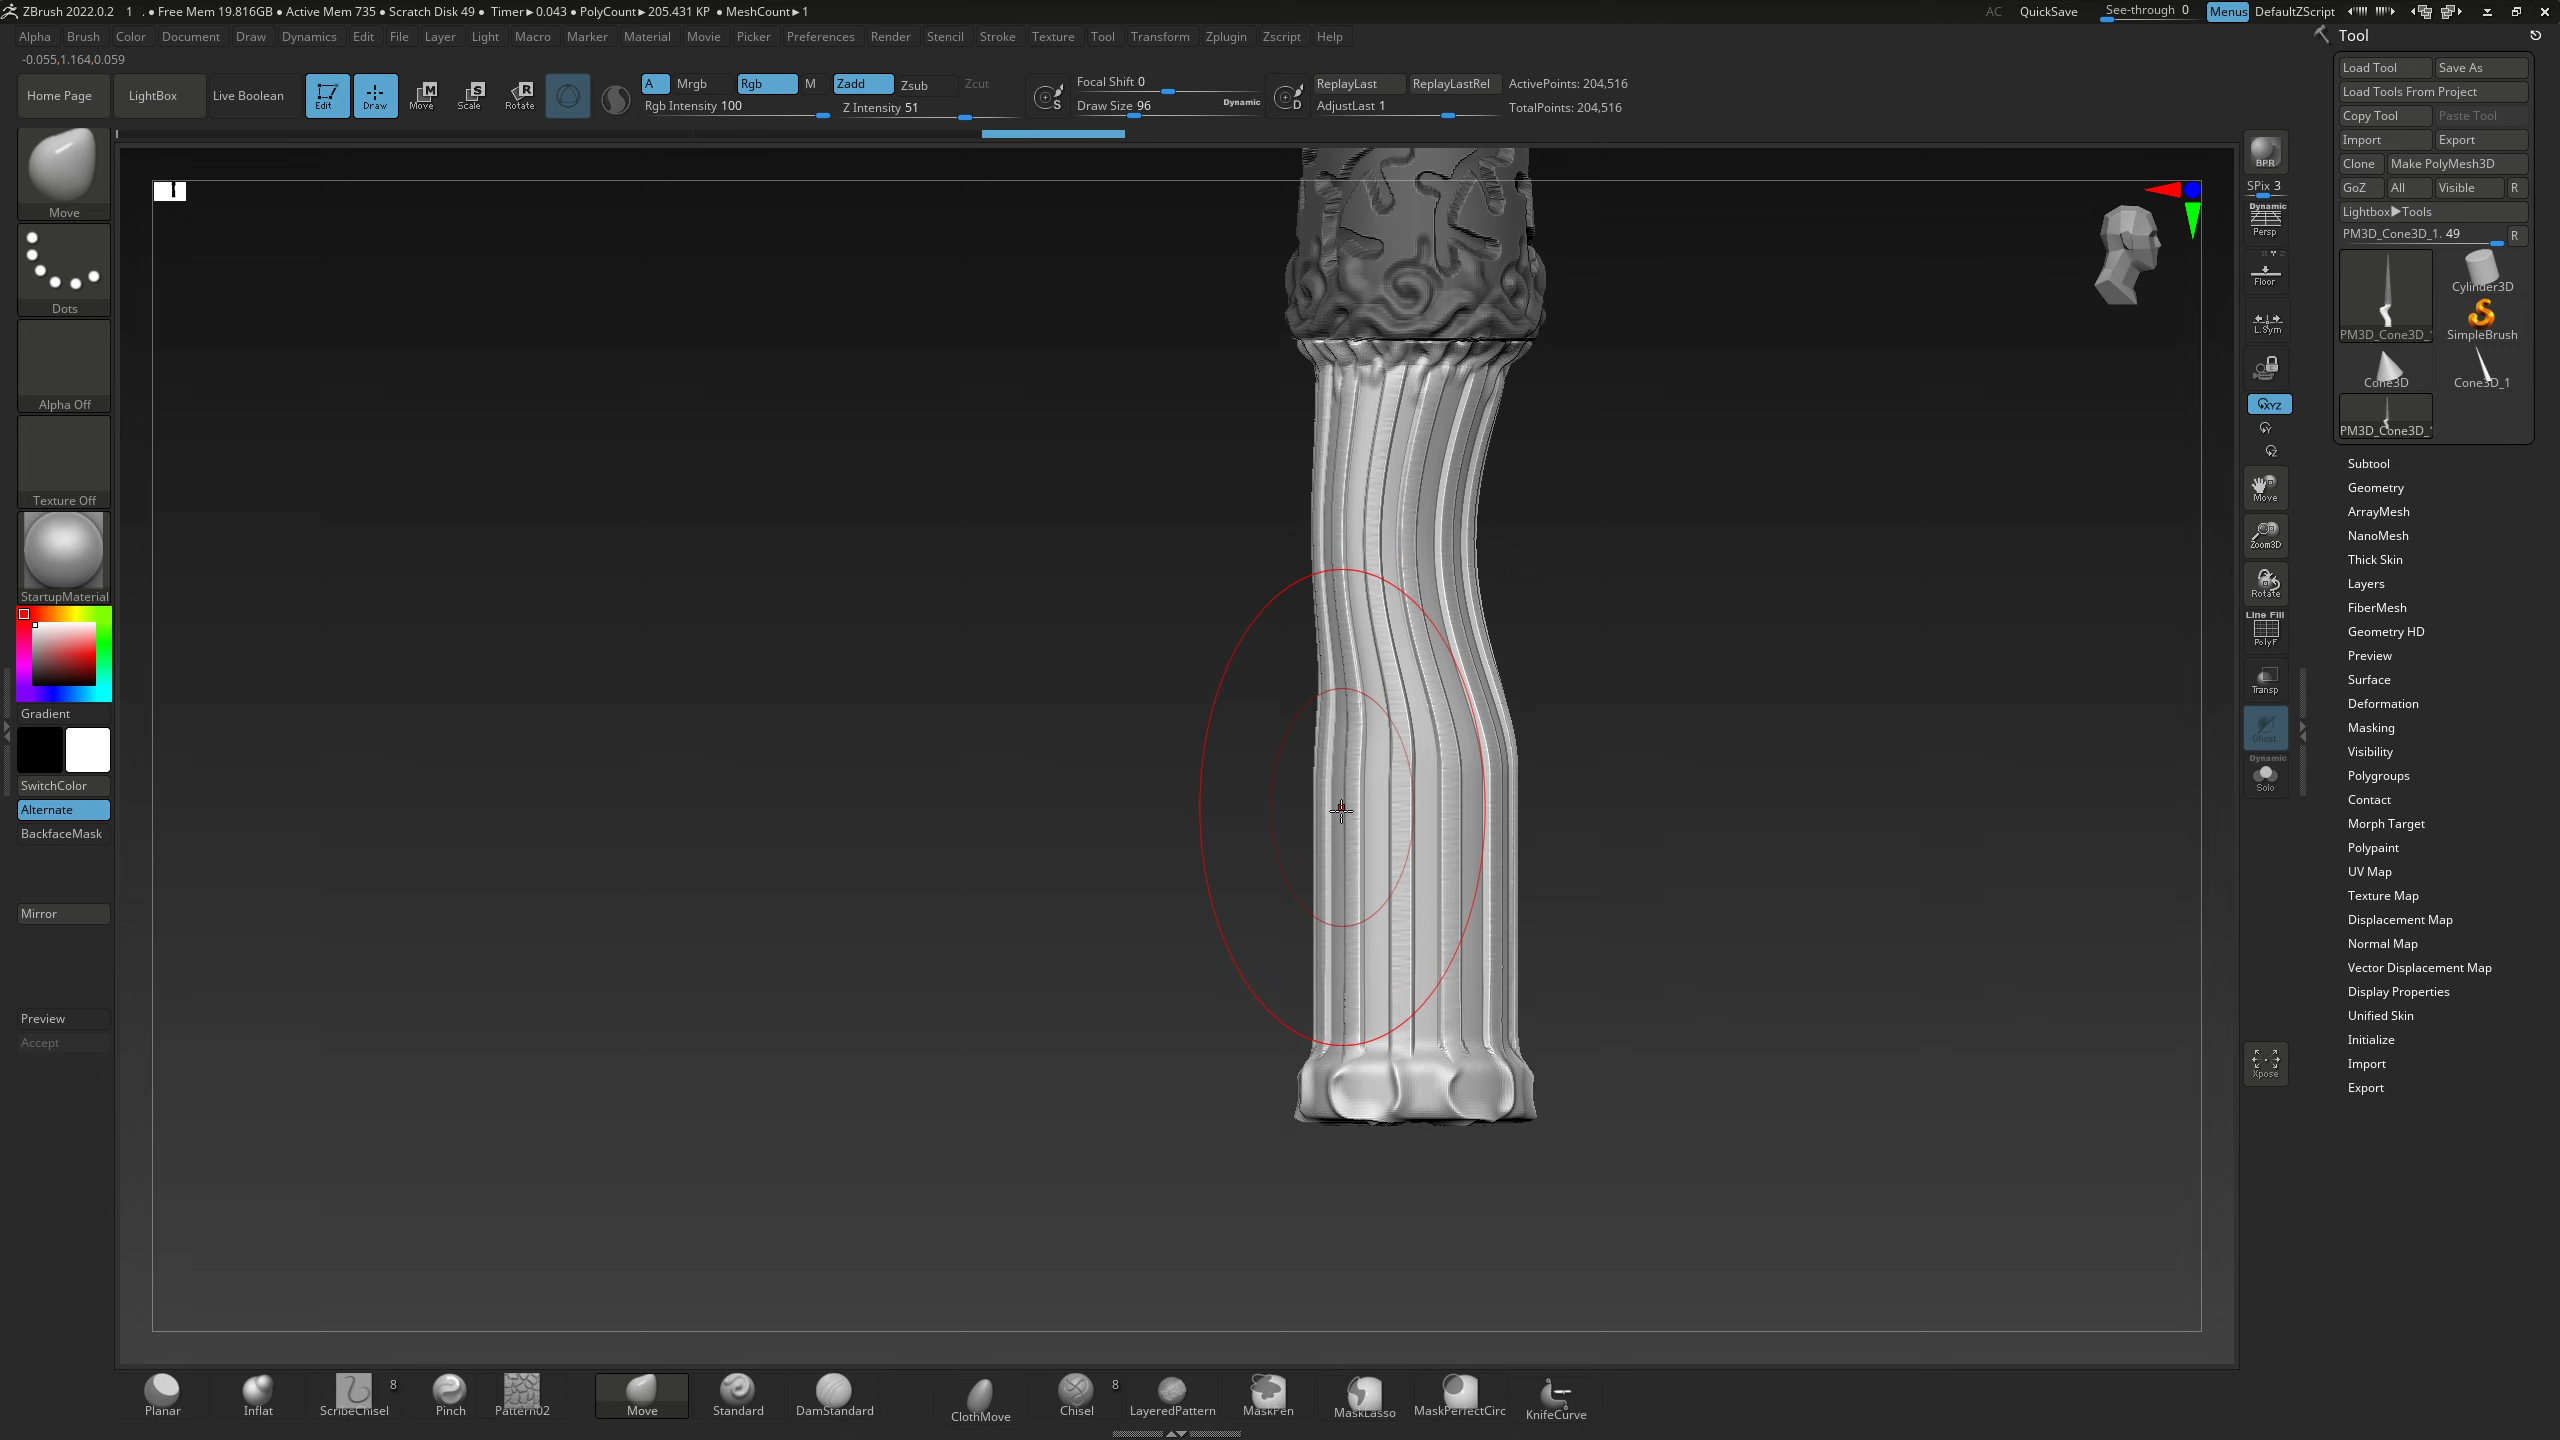 ZBrush 2022.0.2 1 . ● Free Mem 19.816GB ● Active Mem 735 ● Scratch Disk 49 ● Timer►0.043 ● PolyCount►205.431 KP ● MeshCount►1 AC QuickSave See-through 0 Menus DefaultZScript
Alpha Brush Color Document Draw Dynamics Edit File Layer Light Macro Marker Material Movie Picker Preferences Render Stencil Stroke Texture Tool Transform Zplugin Zscript Help
Tool
-0.055,1.164,0.059
Home Page LightBox Live Boolean Edit Draw Move Scale Rotate
A Mrgb Rgb M Zadd Zsub Zcut
Rgb Intensity 100 Z Intensity 51
Focal Shift 0
Draw Size 96 Dynamic
ReplayLast ReplayLastRel ActivePoints: 204,516
AdjustLast 1 TotalPoints: 204,516
Load Tool Save As
Load Tools From Project
Copy Tool Paste Tool
Import Export
Clone Make PolyMesh3D
GoZ All Visible R
Lightbox►Tools
PM3D_Cone3D_1. 49 R
Cylinder3D
PM3D_Cone3D_1 SimpleBrush
Cone3D Cone3D_1
PM3D_Cone3D_1
Subtool
Geometry
ArrayMesh
NanoMesh
Thick Skin
Layers
FiberMesh
Geometry HD
Preview
Surface
Deformation
Masking
Visibility
Polygroups
Contact
Morph Target
Polypaint
UV Map
Texture Map
Displacement Map
Normal Map
Vector Displacement Map
Display Properties
Unified Skin
Initialize
Import
Export
Move
Dots
Alpha Off
Texture Off
StartupMaterial
Gradient
SwitchColor
Alternate
BackfaceMask
Mirror
Preview
Accept
BPR
SPix 3
Dynamic
Persp
Floor
L.Sym
XYZ
Y
Z
Move
Zoom3D
Rotate
Line Fill
PolyF
Transp
Ghost
Dynamic
Solo
Xpose
Planar Inflat ScribeChisel 8 Pinch Pattern02 Move Standard DamStandard ClothMove Chisel 8 LayeredPattern MaskPen MaskLasso MaskPerfectCirc KnifeCurve